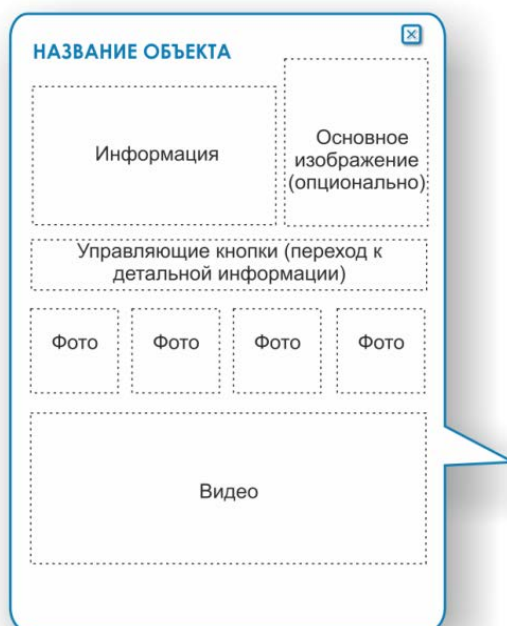 НАЗВАНИЕ ОБЪЕКТА
Информация
Основное
изображение
(опционально)
Управляющие кнопки (переход к
детальной информации)
Фото
Фото
Фото
Фото
Видео